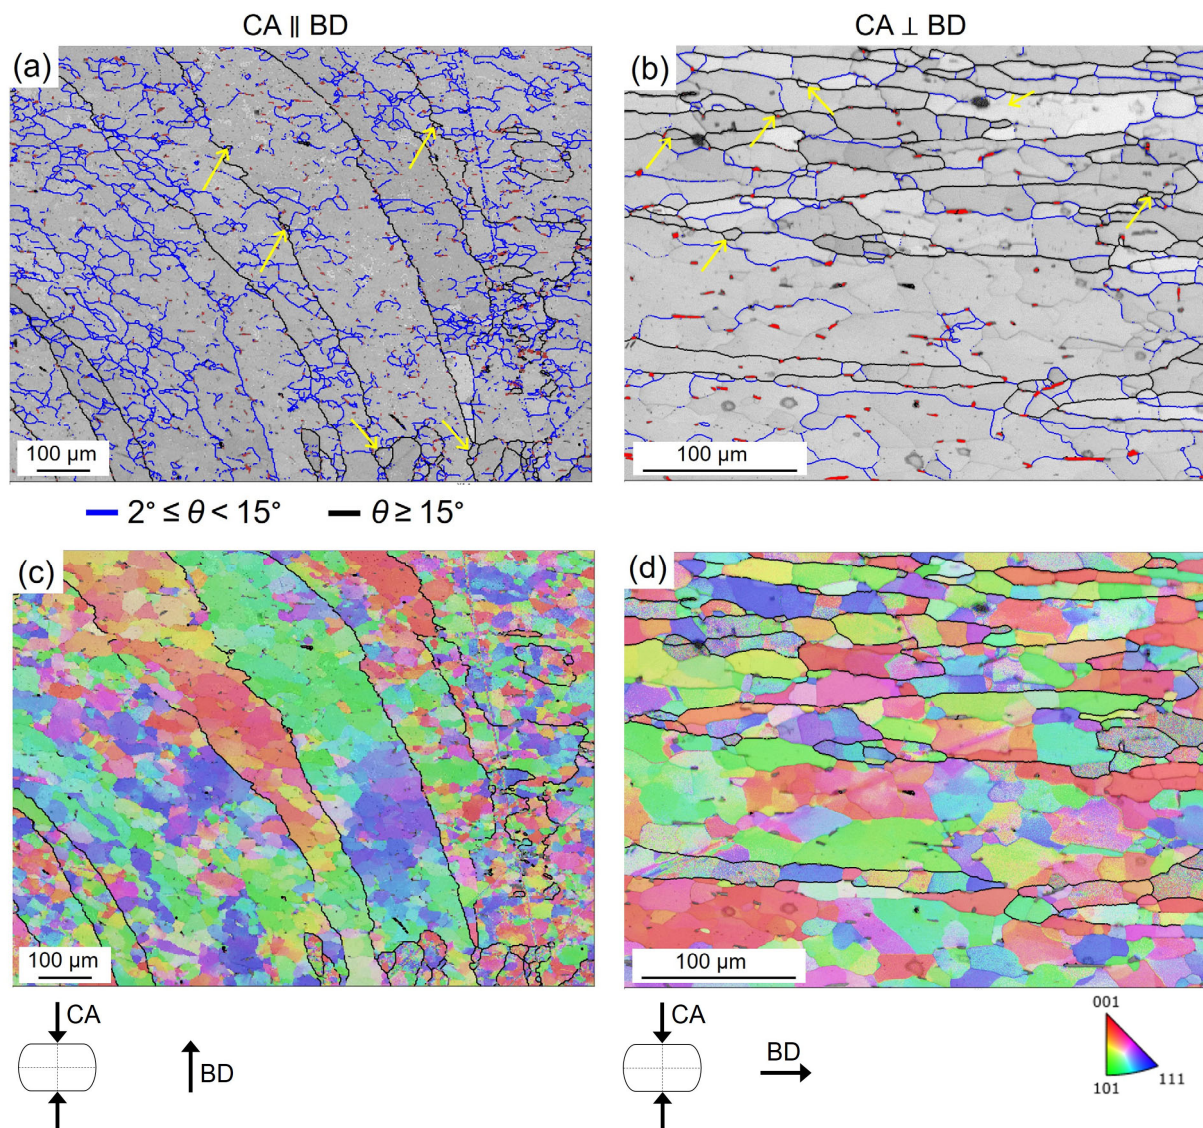 CA ∥ BD
CA ⊥ BD
(a)
(b)
100 µm
100 µm
2° ≤ θ < 15°
θ ≥ 15°
(c)
(d)
100 µm
100 µm
CA
BD
CA
BD
001
101
111